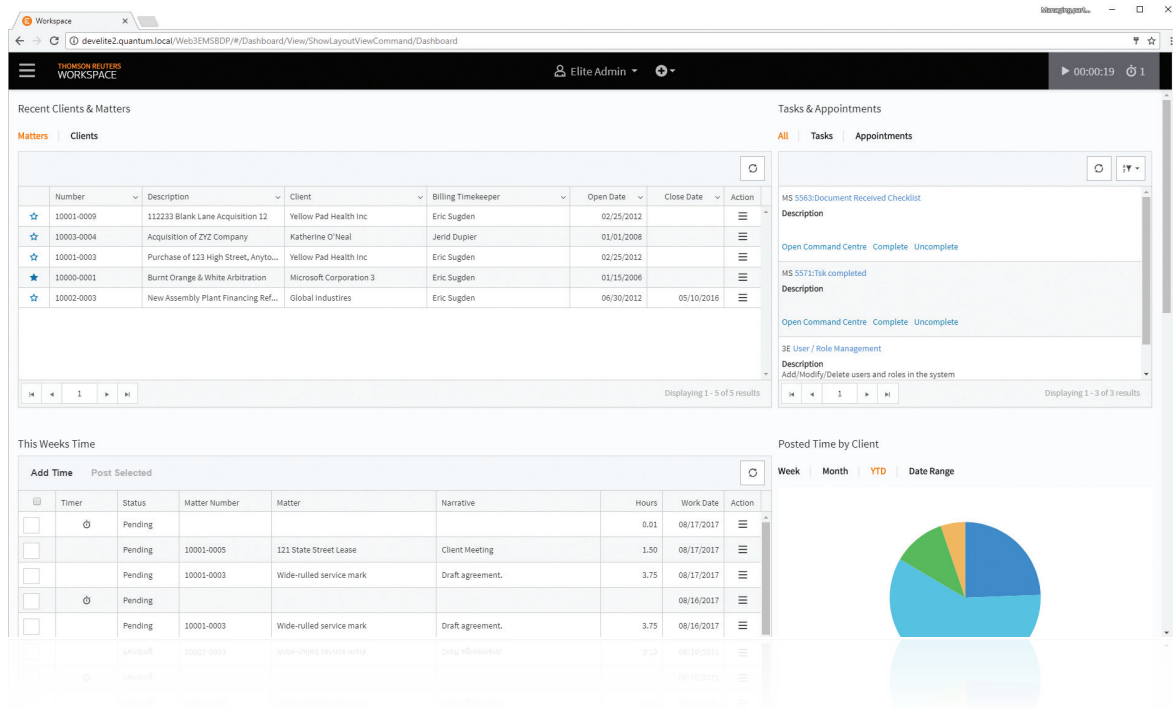 Workspace
develite2.quantum.local/Web3EMSBDP/#/Dashboard/View/ShowLayoutViewCommand/Dashboard
THOMSON REUTERS
WORKSPACE
Elite Admin
00:00:19 1
Recent Clients & Matters
Matters Clients
Number Description Client Billing Timekeeper Open Date Close Date Action
10001-0009 112233 Blank Lane Acquisition 12 Yellow Pad Health Inc Eric Sugden 02/25/2012
10003-0004 Acquisition of ZYZ Company Katherine O'Neal Jerid Dupier 01/01/2008
10001-0003 Purchase of 123 High Street, Anyto... Yellow Pad Health Inc Eric Sugden 02/25/2012
10000-0001 Burnt Orange & White Arbitration Microsoft Corporation 3 Eric Sugden 01/15/2006
10002-0003 New Assembly Plant Financing Ref... Global Industires Eric Sugden 06/30/2012 05/10/2016
1 Displaying 1 - 5 of 5 results
Tasks & Appointments
All Tasks Appointments
MS 5563:Document Received Checklist
Description
Open Command Centre Complete Uncomplete
MS 5571:Tsk completed
Description
Open Command Centre Complete Uncomplete
3E User / Role Management
Description
Add/Modify/Delete users and roles in the system
1 Displaying 1 - 3 of 3 results
This Weeks Time
Add Time Post Selected
Timer Status Matter Number Matter Narrative Hours Work Date Action
Pending 0.01 08/17/2017
Pending 10001-0005 121 State Street Lease Client Meeting 1.50 08/17/2017
Pending 10001-0003 Wide-rulled service mark Draft agreement. 3.75 08/17/2017
Pending 08/16/2017
Pending 10001-0003 Wide-rulled service mark Draft agreement. 3.75 08/16/2017
Posted Time by Client
Week Month YTD Date Range